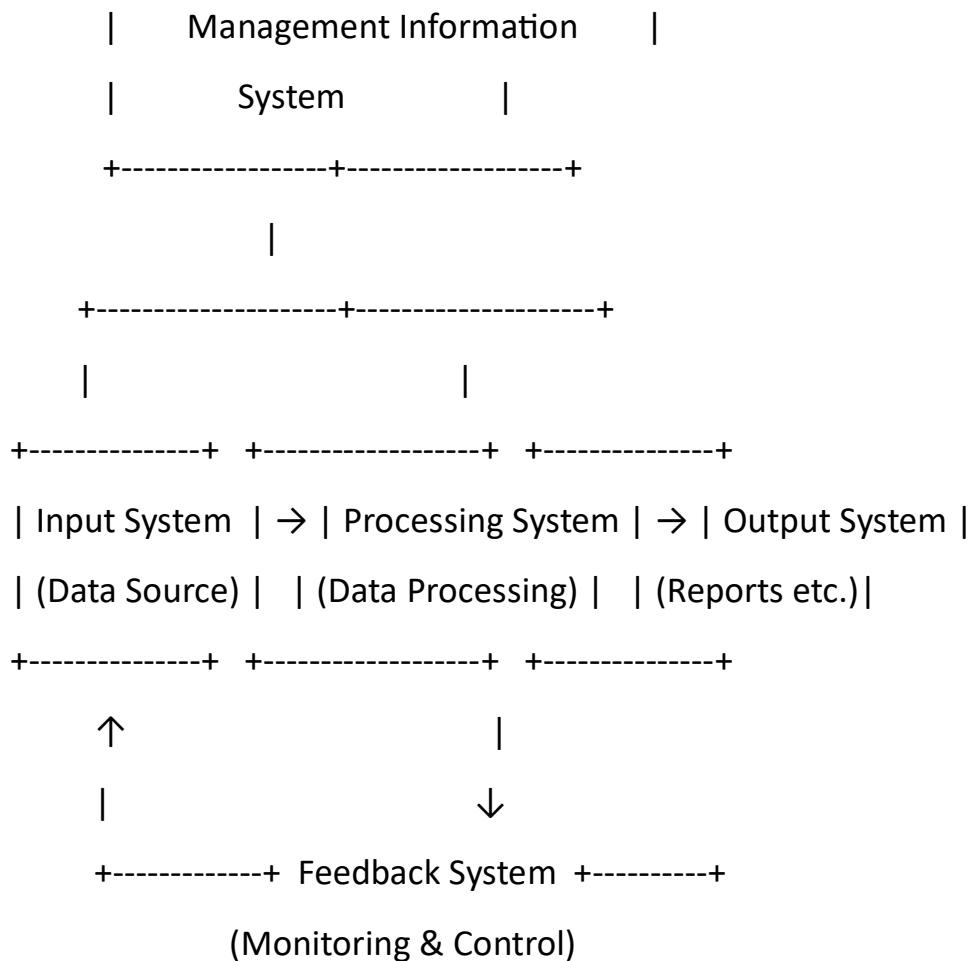 |        Management Information        |
|             System                |
+------------------+-------------------+
|
+---------------------+---------------------+
|                                     |
+---------------+   +-------------------+   +---------------+
| Input System  | → | Processing System | → | Output System |
| (Data Source) |   | (Data Processing) |   | (Reports etc.)|
+---------------+   +-------------------+   +---------------+
↑                                     |
|                                     ↓
+-------------+  Feedback System  +----------+
(Monitoring & Control)